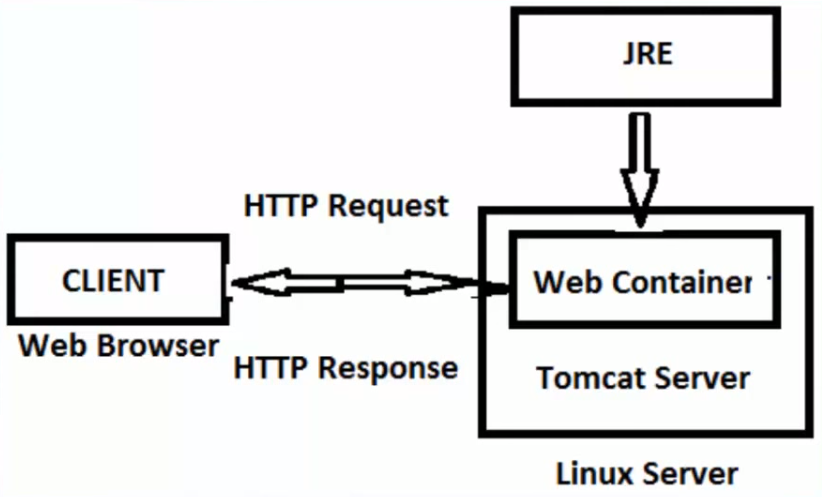 JRE
HTTP Request
CLIENT
Web Container
Web Browser
HTTP Response
Tomcat Server
Linux Server